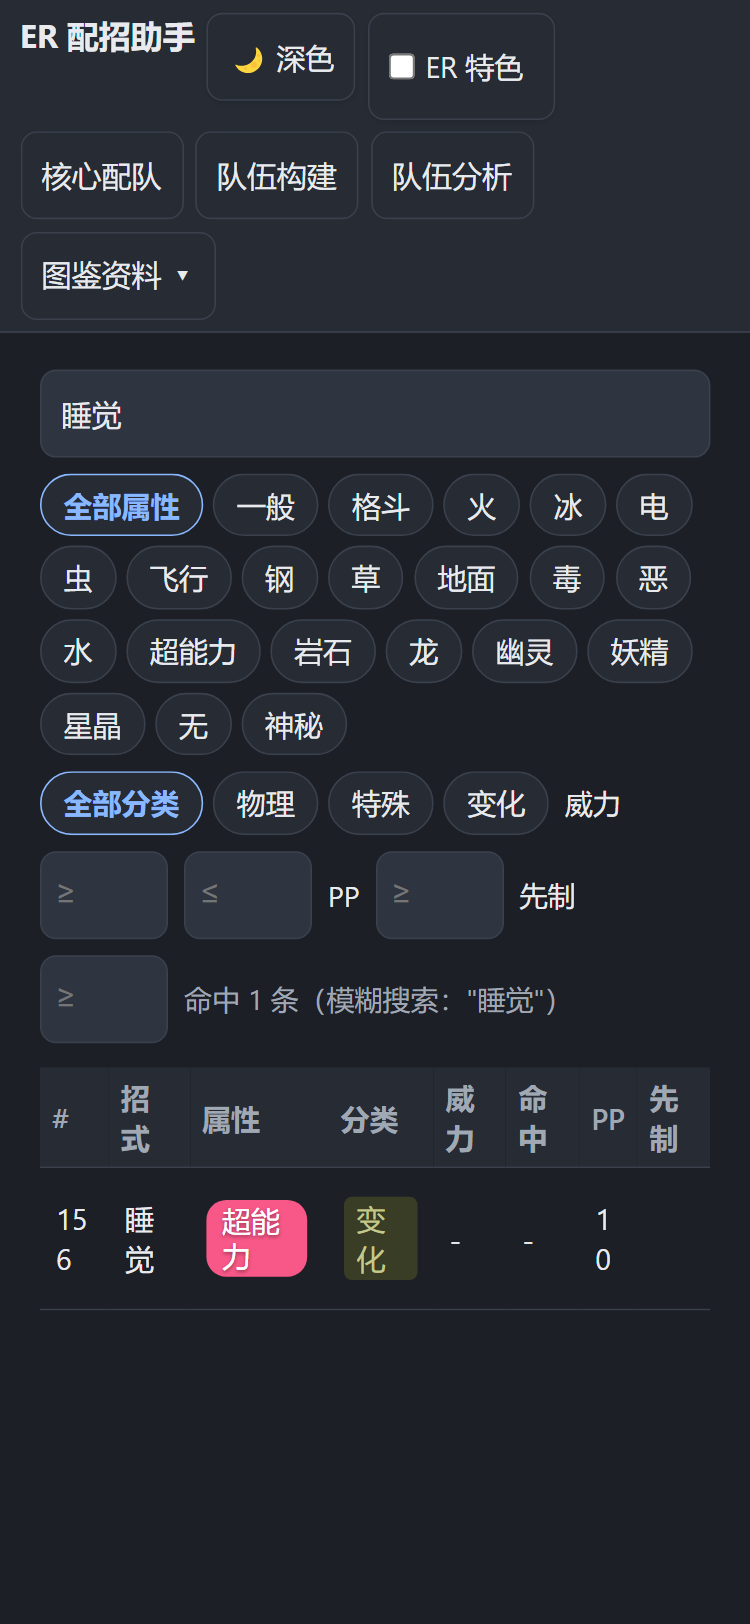 ER 配招助手 🌙 深色 ER 特色
核心配队 队伍构建 队伍分析
图鉴资料 ▼
睡觉
全部属性 一般 格斗 火 冰 电
虫 飞行 钢 草 地面 毒 恶
水 超能力 岩石 龙 幽灵 妖精
星晶 无 神秘
全部分类 物理 特殊 变化 威力
≥ ≤ PP ≥ 先制
≥ 命中 1 条（模糊搜索："睡觉"）
# 招式 属性 分类 威力 命中 PP 先制
156 睡觉 超能力 变化 - - 10